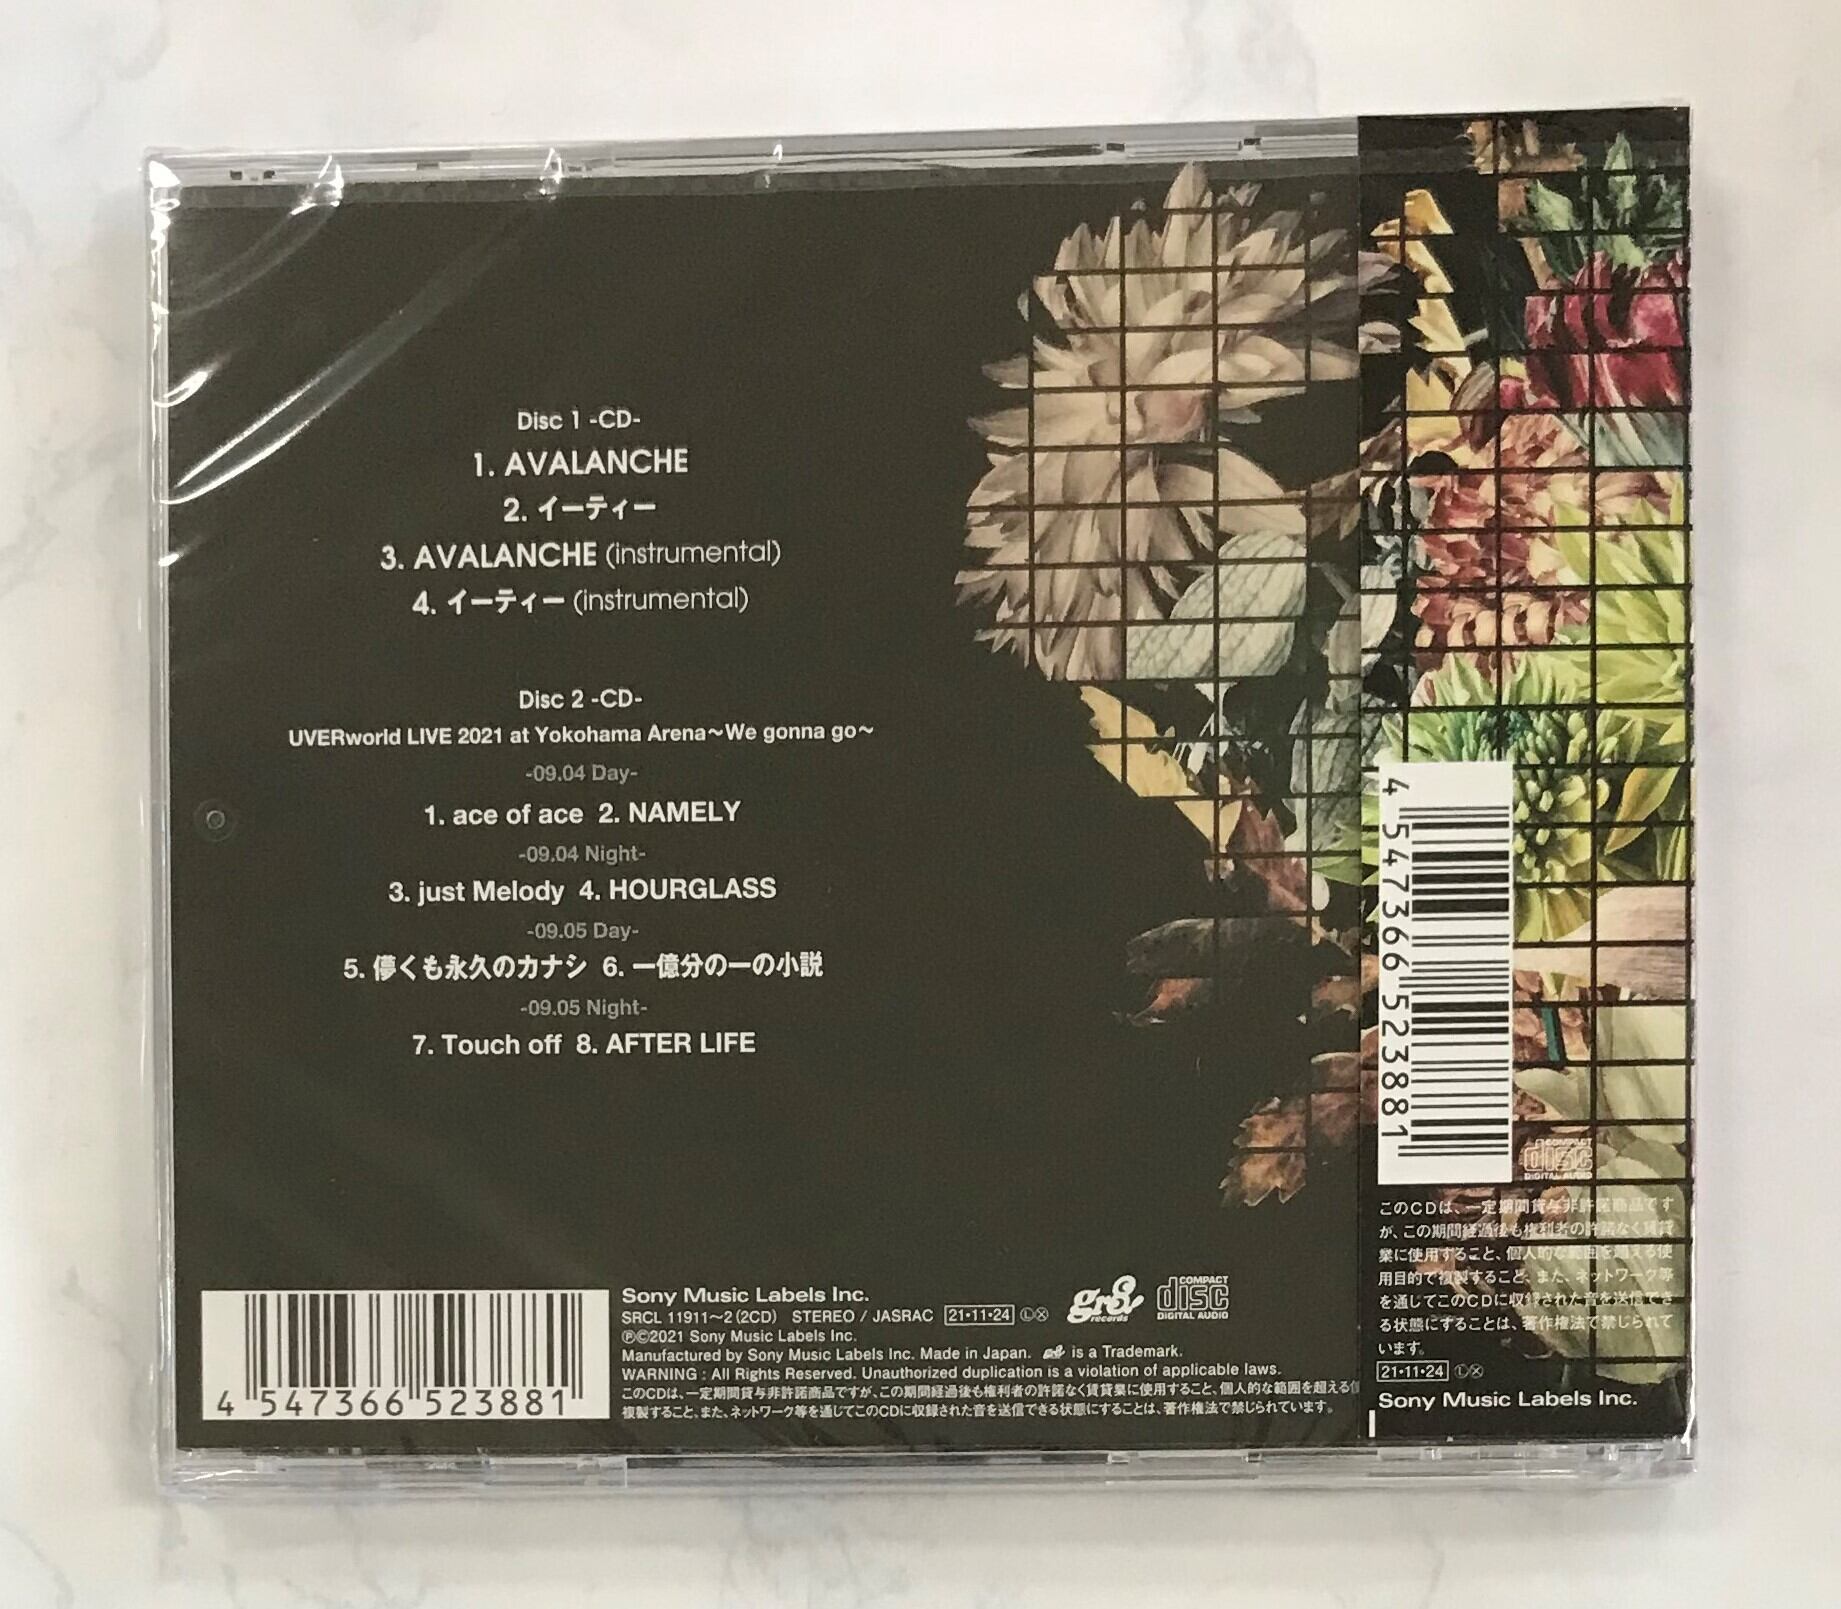 Disc 1 -CD-
1. AVALANCHE
2. イーティー
3. AVALANCHE (instrumental)
4. イーティー (instrumental)
Disc 2 -CD-
UVERworld LIVE 2021 at Yokohama Arena～We gonna go～
-09.04 Day-
1. ace of ace 2. NAMELY
-09.04 Night-
3. just Melody 4. HOURGLASS
-09.05 Day-
5. 儚くも永久のカナシ 6. 一億分の一の小説
-09.05 Night-
7. Touch off 8. AFTER LIFE
4 547366 523881
Sony Music Labels Inc.
SRCL 11911～2 (2CD) STEREO / JASRAC 21・11・24 Ⓛ Ⓧ
gr8! records
COMPACT disc DIGITAL AUDIO
Ⓟ©2021 Sony Music Labels Inc.
Manufactured by Sony Music Labels Inc. Made in Japan. gr8! is a Trademark.
WARNING : All Rights Reserved. Unauthorized duplication is a violation of applicable laws.
このCDは、一定期間貸与非許諾商品ですが、この期間経過後も権利者の許諾なく賃貸業に使用すること、個人的な範囲を超える
複製すること、また、ネットワーク等を通じてこのCDに収録された音を送信できる状態にすることは、著作権法で禁じられています。
4 547366 523881
COMPACT disc DIGITAL AUDIO
このCDは、一定期間貸与非許諾商品です
が、この期間経過後も権利者の許諾なく賃貸
業に使用すること、個人的な範囲を超える使
用目的で複製すること、また、ネットワーク等
を通じてこのCDに収録された音を送信でき
る状態にすることは、著作権法で禁じられて
います。
21・11・24 Ⓛ Ⓧ
Sony Music Labels Inc.